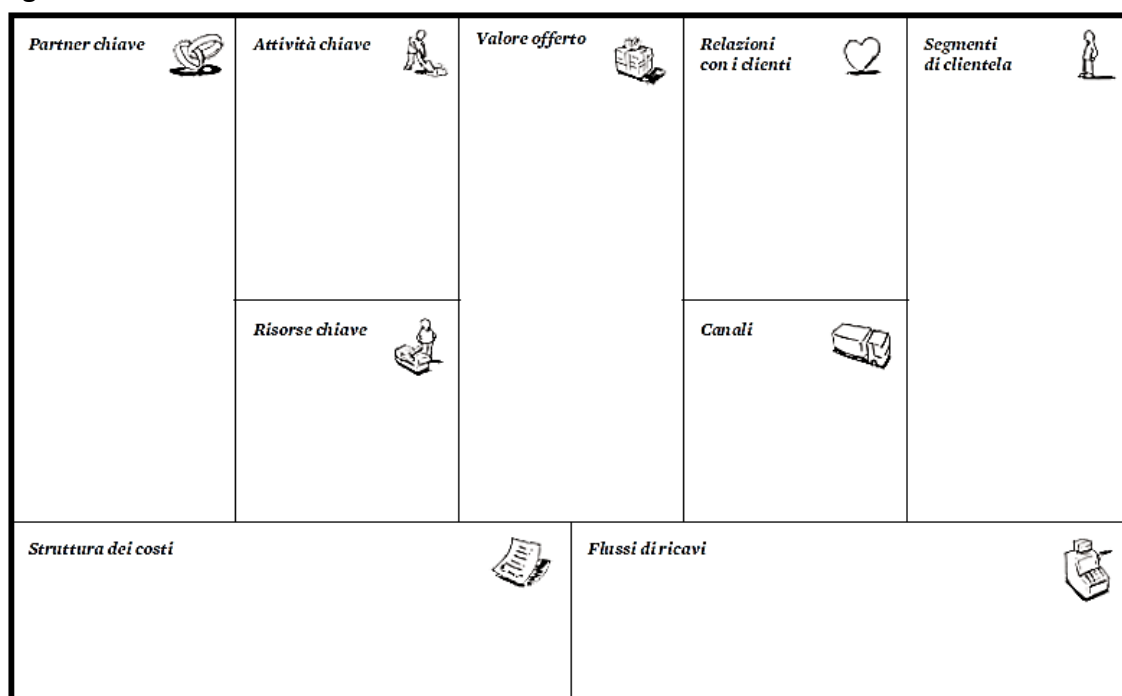 Partner chiave
Attività chiave
Valore offerto
Relazioni
con i clienti
Segmenti
di clientela
Risorse chiave
Canali
Struttura dei costi
Flussi di ricavi